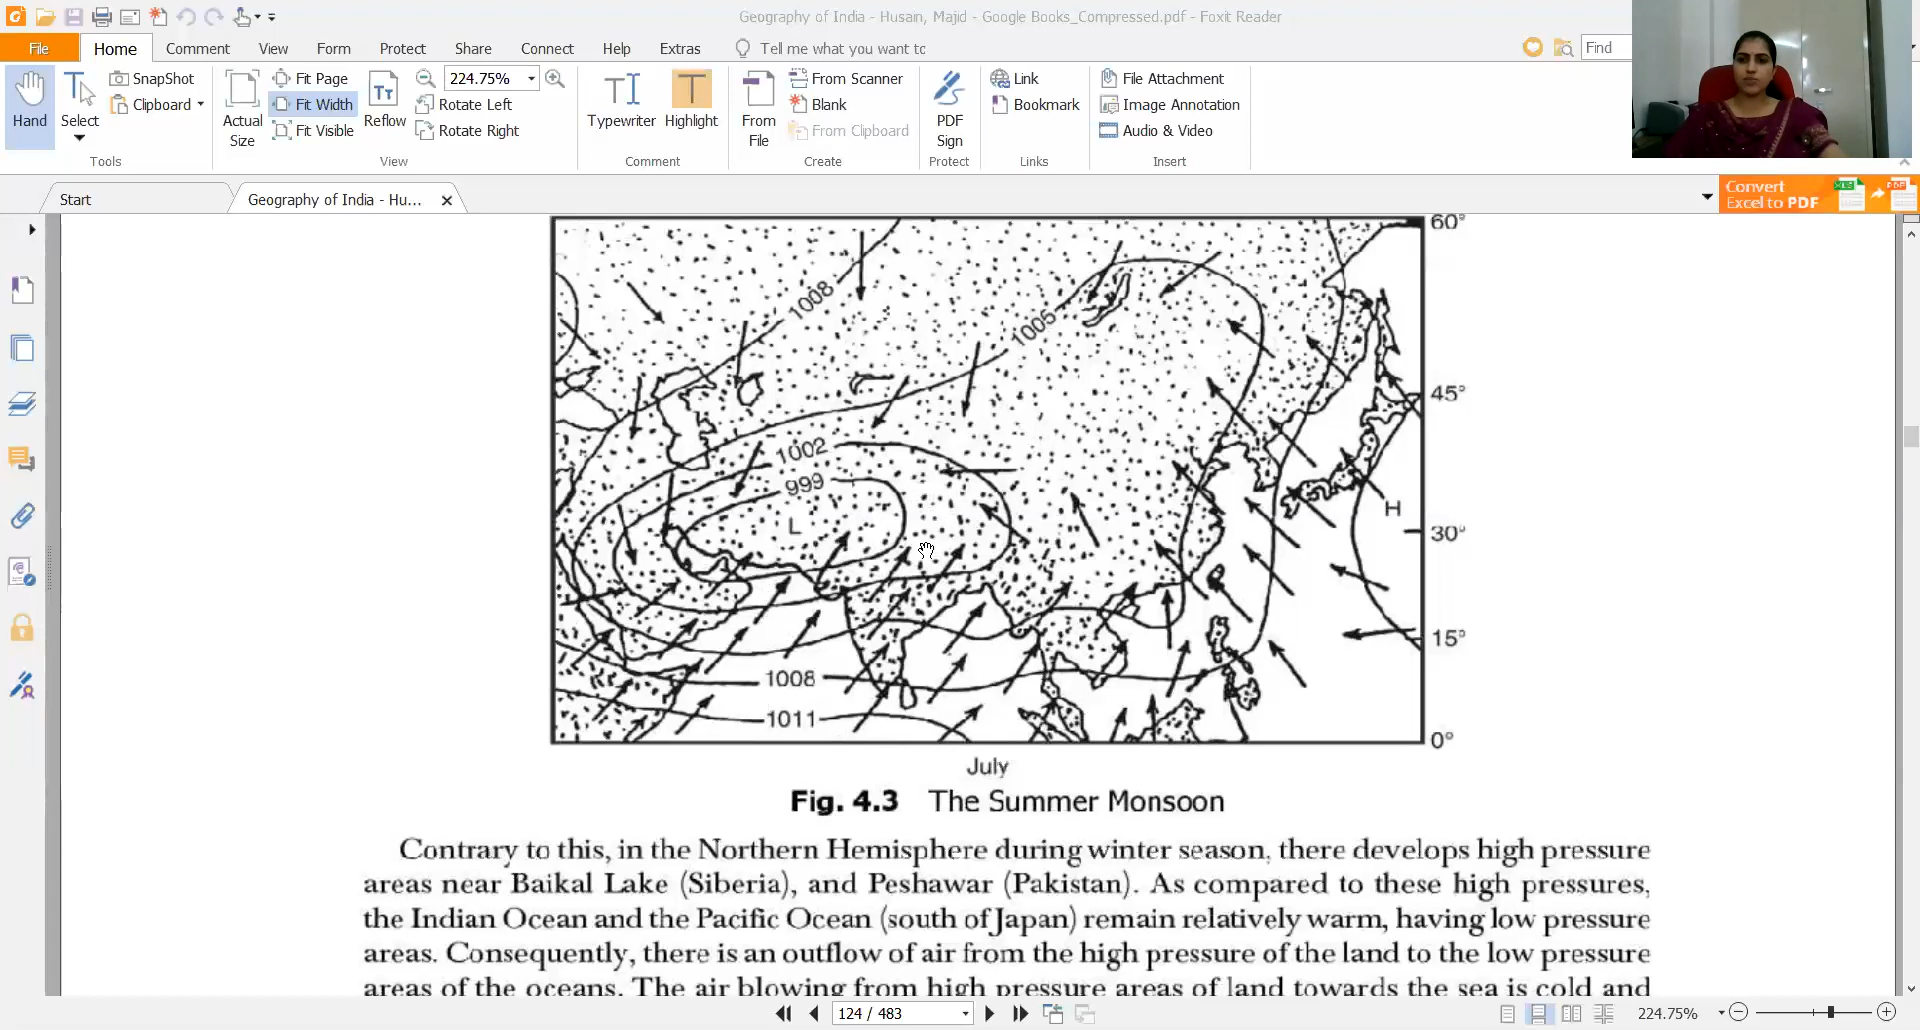 Geography of India - Husain, Majid - Google Books_Compressed.pdf - Foxit Reader
File Home Comment View Form Protect Share Connect Help Extras Tell me what you want to Find
Hand
Select
SnapShot
Clipboard
Tools
Actual Size
Fit Page
Fit Width
Fit Visible
Reflow
224.75%
Rotate Left
Rotate Right
View
Typewriter
Highlight
Comment
From File
From Scanner
Blank
From Clipboard
Create
PDF Sign
Protect
Link
Bookmark
Links
File Attachment
Image Annotation
Audio & Video
Insert
Start
Geography of India - Hu...
Convert
Excel to PDF
60°
1008
1005
45°
1002
999
L
H
30°
15°
1008
1011
0°
July
Fig. 4.3 The Summer Monsoon
Contrary to this, in the Northern Hemisphere during winter season, there develops high pressure
areas near Baikal Lake (Siberia), and Peshawar (Pakistan). As compared to these high pressures,
the Indian Ocean and the Pacific Ocean (south of Japan) remain relatively warm, having low pressure
areas. Consequently, there is an outflow of air from the high pressure of the land to the low pressure
areas of the oceans. The air blowing from high pressure areas of land towards the sea is cold and
124 / 483
224.75%